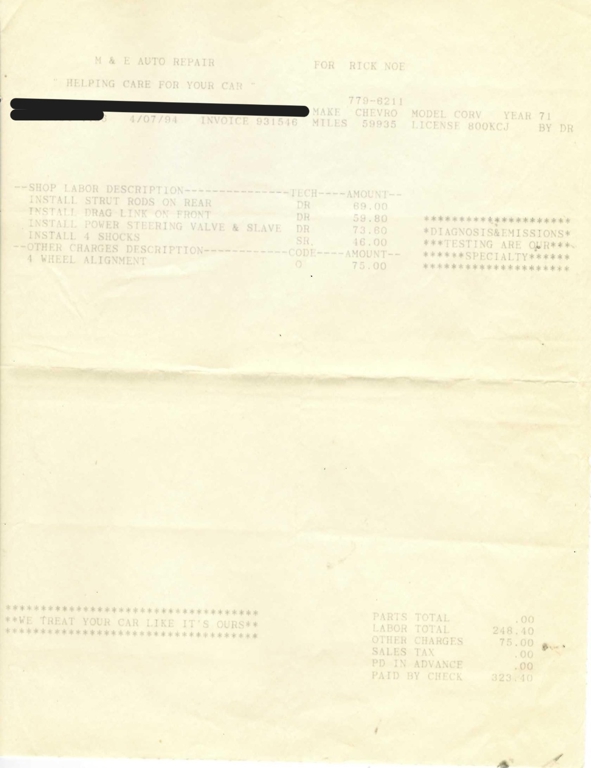 M & E AUTO REPAIR FOR RICK NOE
" HELPING CARE FOR YOUR CAR "
779-6211
MAKE CHEVRO MODEL CORV YEAR 71
4/07/94 INVOICE 931546 MILES 59935 LICENSE 800KCJ BY DR
--SHOP LABOR DESCRIPTION---------------TECH----AMOUNT--
INSTALL STRUT RODS ON REAR DR 69.00
INSTALL DRAG LINK ON FRONT DR 59.80
INSTALL POWER STEERING VALVE & SLAVE DR 73.60
INSTALL 4 SHOCKS SR. 46.00
--OTHER CHARGES DESCRIPTION------------CODE----AMOUNT--
4 WHEEL ALIGNMENT O 75.00
*********************
*DIAGNOSIS&EMISSIONS*
***TESTING ARE OUR***
******SPECIALTY******
*********************
************************************
**WE TREAT YOUR CAR LIKE IT'S OURS**
************************************
PARTS TOTAL .00
LABOR TOTAL 248.40
OTHER CHARGES 75.00
SALES TAX .00
PD IN ADVANCE .00
PAID BY CHECK 323.40